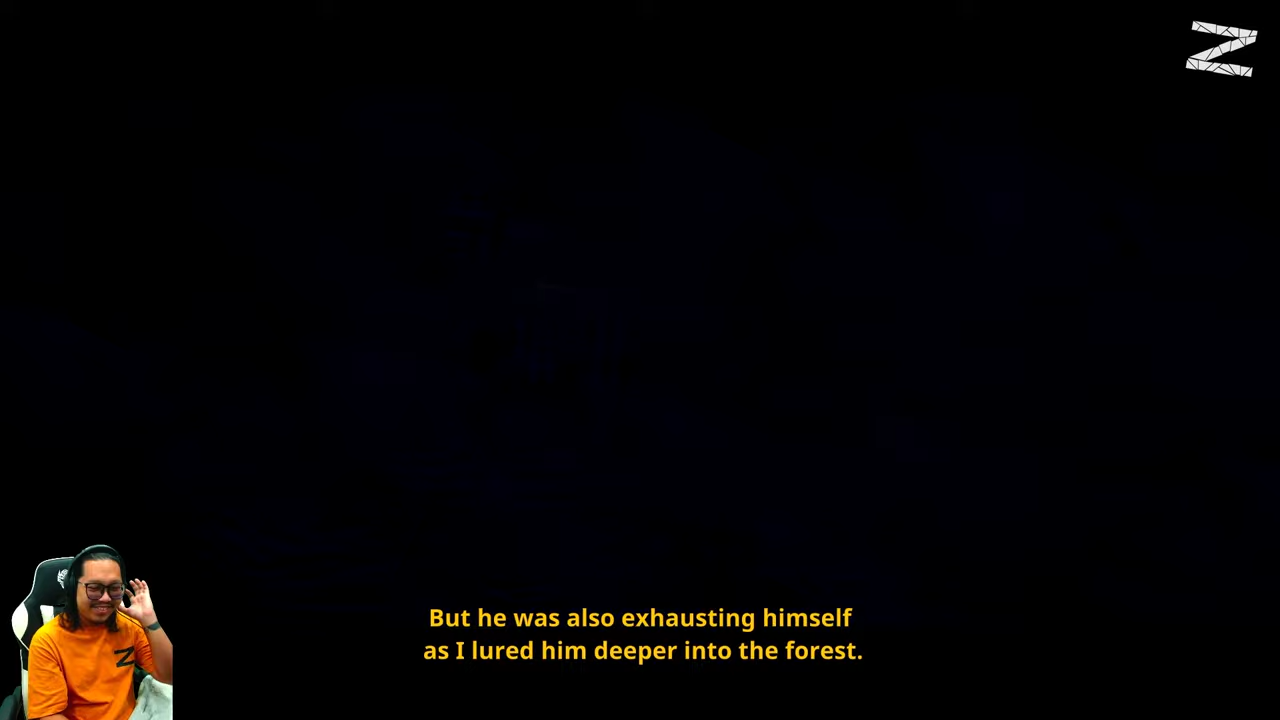 Z
But he was also exhausting himself
as I lured him deeper into the forest.
Z